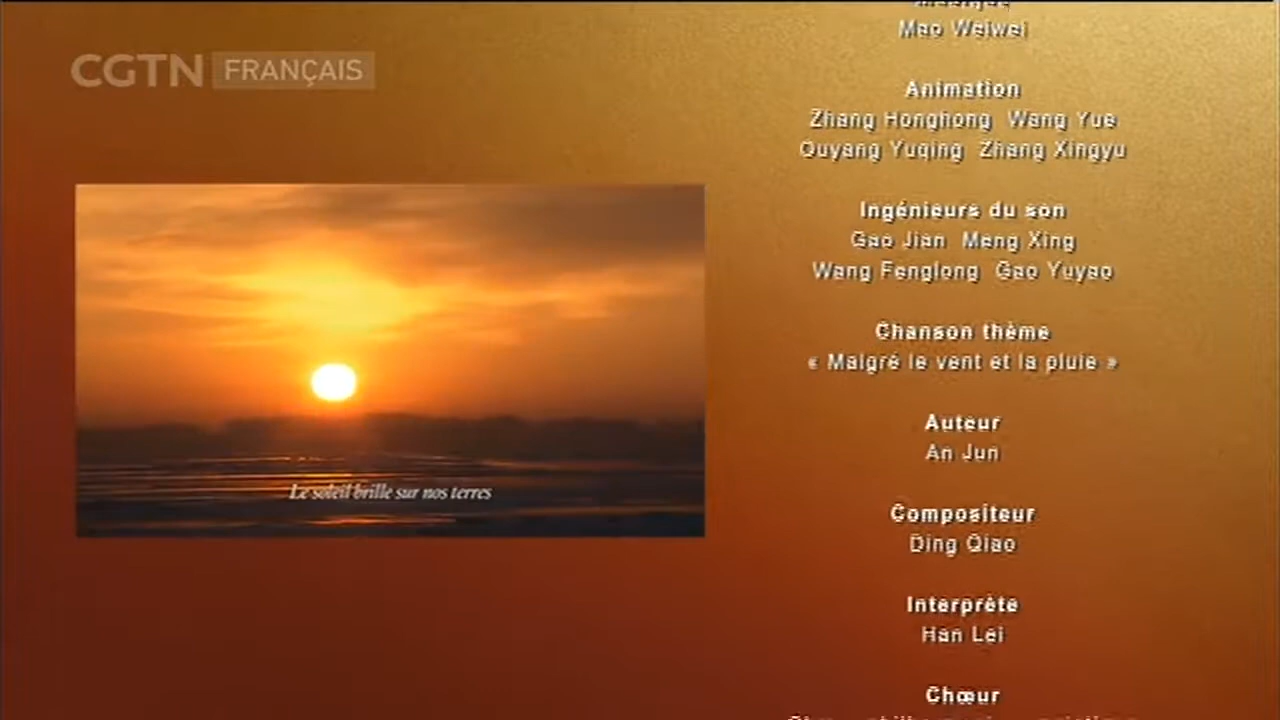 CGTN FRANÇAIS
Mao Weiwei
Animation
Zhang Honghong Wang Yue
Ouyang Yuqing Zhang Xingyu
Ingénieurs du son
Gao Jian Meng Xing
Wang Fenglong Gao Yuyao
Chanson thème
« Malgré le vent et la pluie »
Auteur
An Jun
Compositeur
Ding Qiao
Interprète
Han Lei
Chœur
Le soleil brille sur nos terres